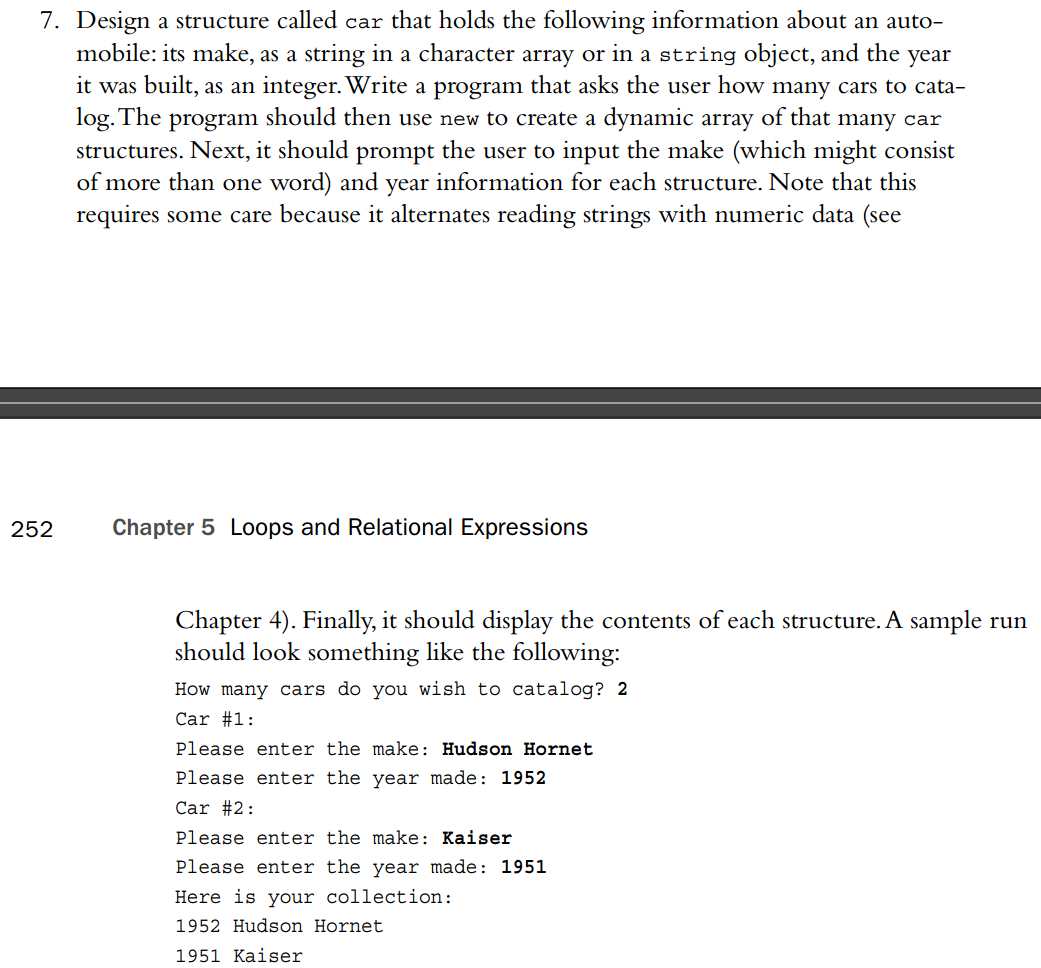 7. Design a structure called car that holds the following information about an auto-
mobile: its make, as a string in a character array or in a string object, and the year
it was built, as an integer. Write a program that asks the user how many cars to cata-
log. The program should then use new to create a dynamic array of that many car
structures. Next, it should prompt the user to input the make (which might consist
of more than one word) and year information for each structure. Note that this
requires some care because it alternates reading strings with numeric data (see
252 Chapter 5 Loops and Relational Expressions
Chapter 4). Finally, it should display the contents of each structure. A sample run
should look something like the following:
How many cars do you wish to catalog? 2
Car #1:
Please enter the make: Hudson Hornet
Please enter the year made: 1952
Car #2:
Please enter the make: Kaiser
Please enter the year made: 1951
Here is your collection:
1952 Hudson Hornet
1951 Kaiser